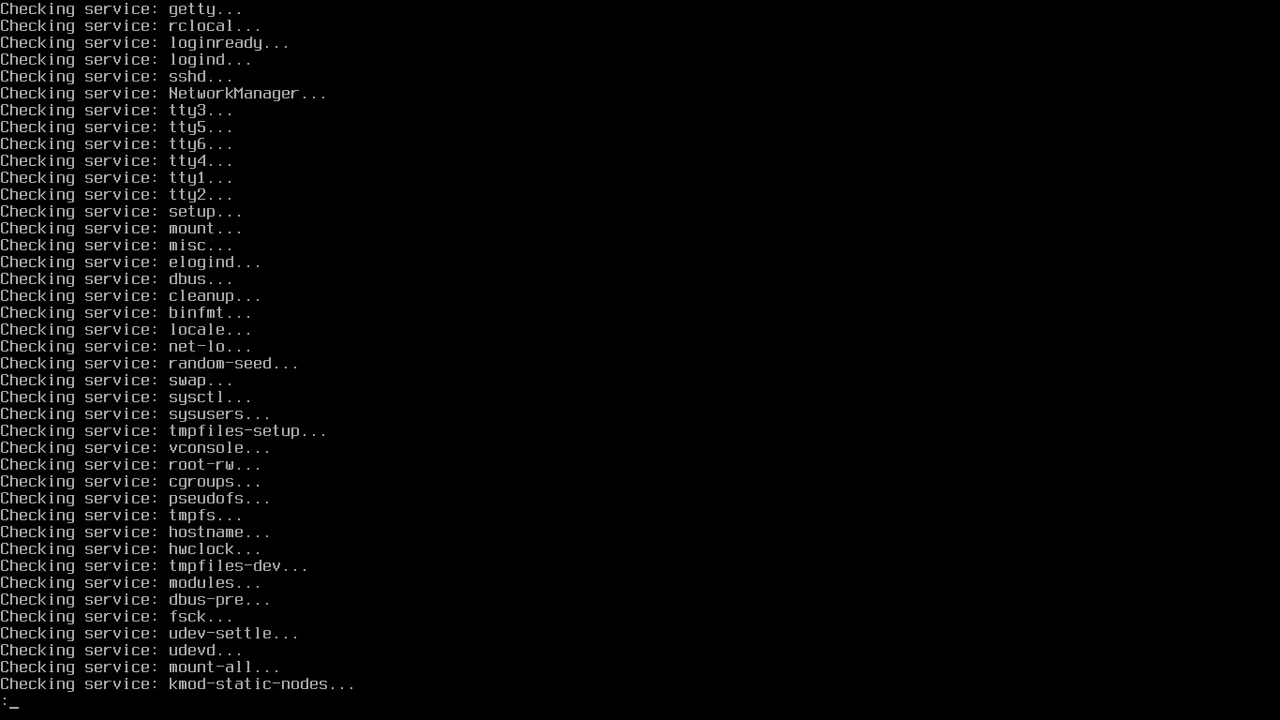 Checking service: getty...
Checking service: rclocal...
Checking service: loginready...
Checking service: logind...
Checking service: sshd...
Checking service: NetworkManager...
Checking service: tty3...
Checking service: tty5...
Checking service: tty6...
Checking service: tty4...
Checking service: tty1...
Checking service: tty2...
Checking service: setup...
Checking service: mount...
Checking service: misc...
Checking service: elogind...
Checking service: dbus...
Checking service: cleanup...
Checking service: binfmt...
Checking service: locale...
Checking service: net-lo...
Checking service: random-seed...
Checking service: swap...
Checking service: sysctl...
Checking service: sysusers...
Checking service: tmpfiles-setup...
Checking service: vconsole...
Checking service: root-rw...
Checking service: cgroups...
Checking service: pseudofs...
Checking service: tmpfs...
Checking service: hostname...
Checking service: hwclock...
Checking service: tmpfiles-dev...
Checking service: modules...
Checking service: dbus-pre...
Checking service: fsck...
Checking service: udev-settle...
Checking service: udevd...
Checking service: mount-all...
Checking service: kmod-static-nodes...
:_